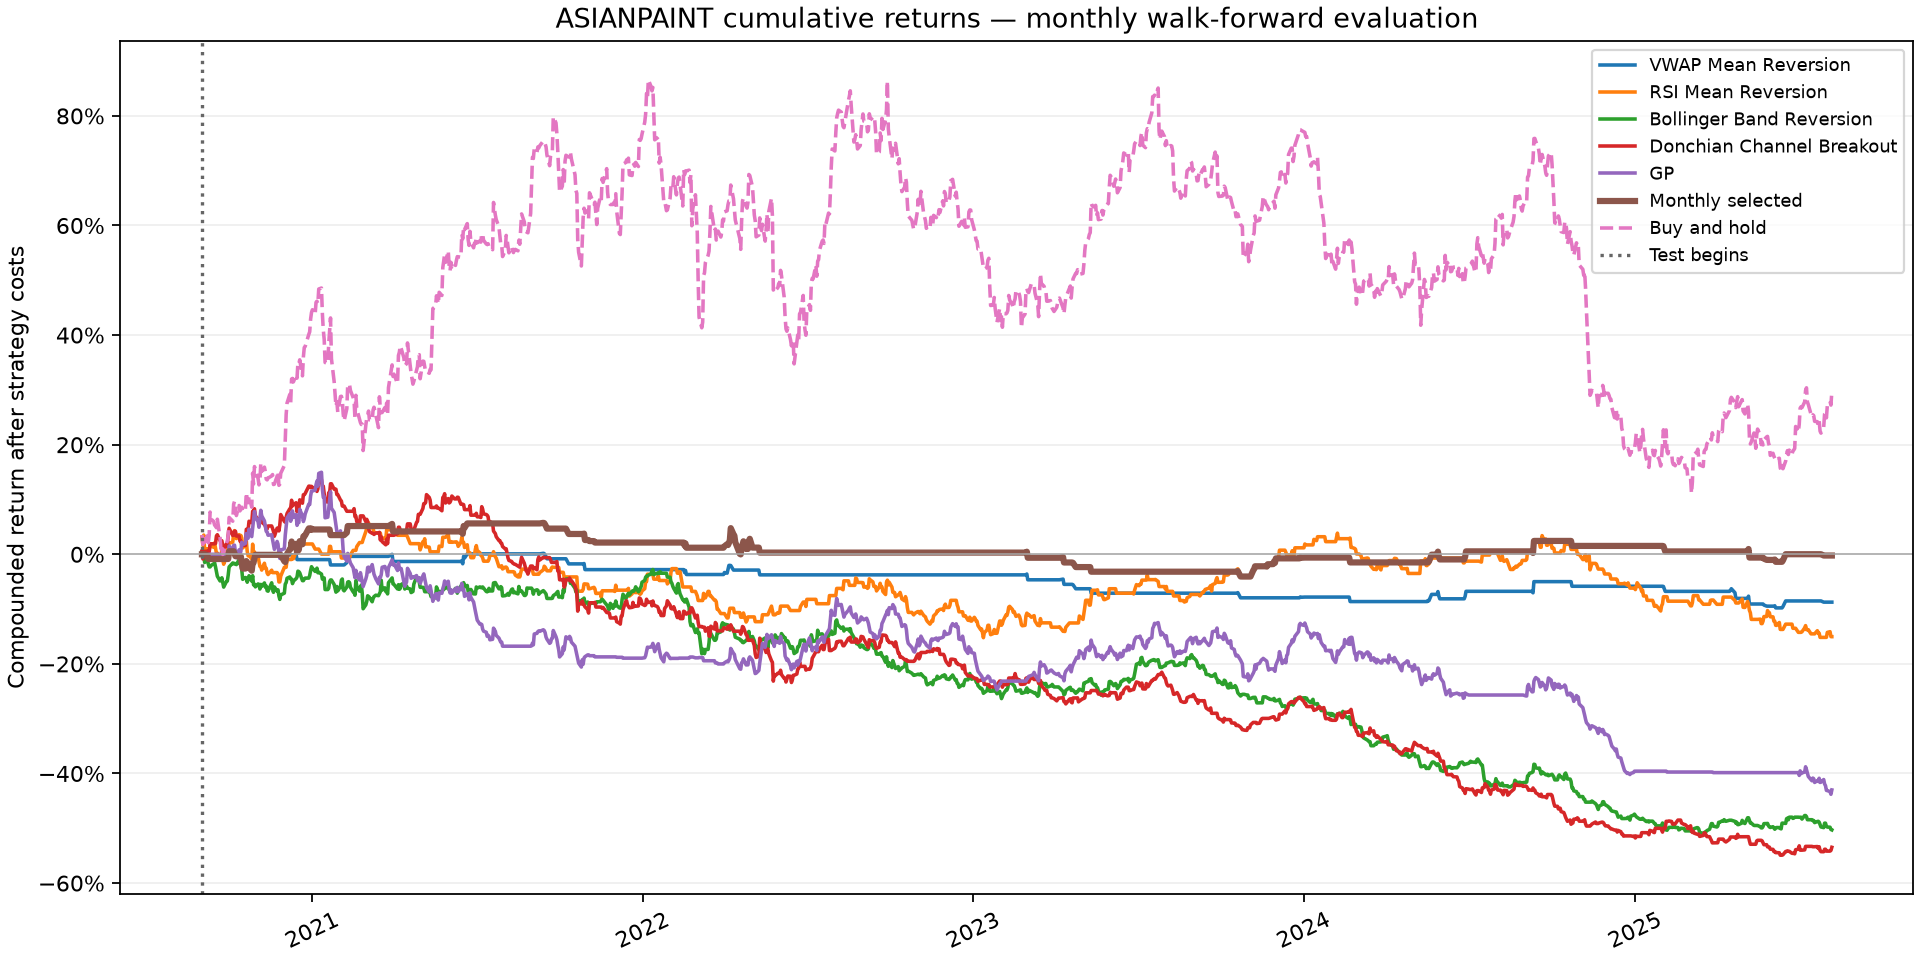 ASIANPAINT cumulative returns — monthly walk-forward evaluation
Compounded return after strategy costs
80%
60%
40%
20%
0%
−20%
−40%
−60%
2021
2022
2023
2024
2025
VWAP Mean Reversion
RSI Mean Reversion
Bollinger Band Reversion
Donchian Channel Breakout
GP
Monthly selected
Buy and hold
Test begins